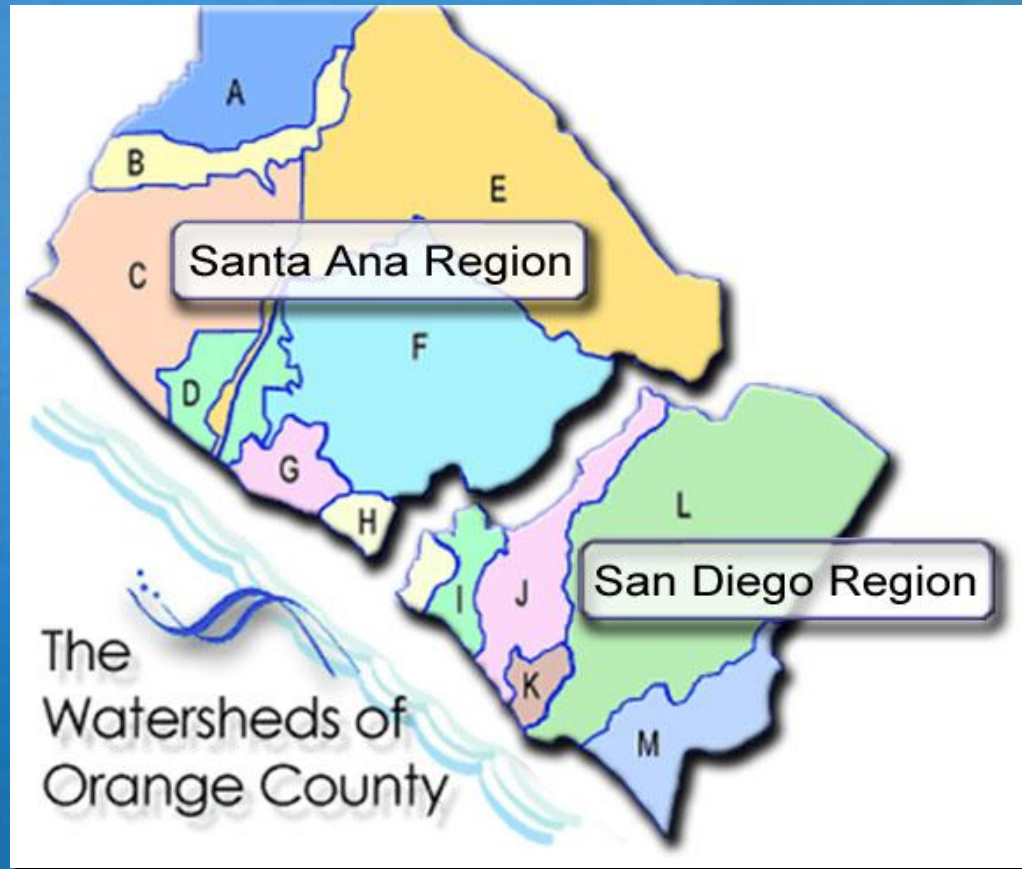 A
B
E
Santa Ana Region
C
F
D
G
L
H
San Diego Region
I
J
K
M
The
Watersheds of
Orange County